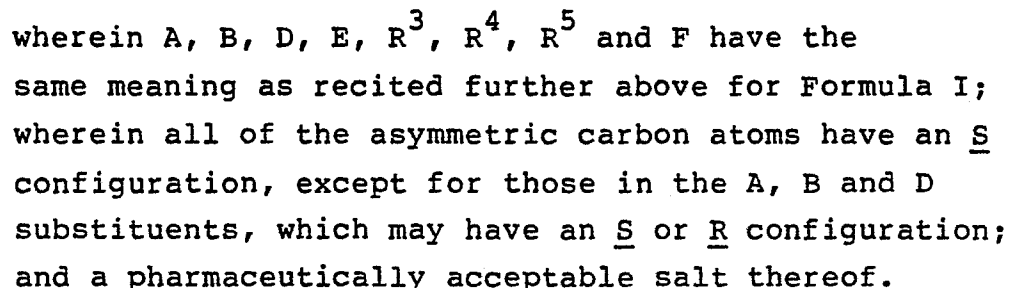 wherein A, B, D, E, R³, R⁴, R⁵ and F have the
same meaning as recited further above for Formula I;
wherein all of the asymmetric carbon atoms have an S
configuration, except for those in the A, B and D
substituents, which may have an S or R configuration;
and a pharmaceutically acceptable salt thereof.